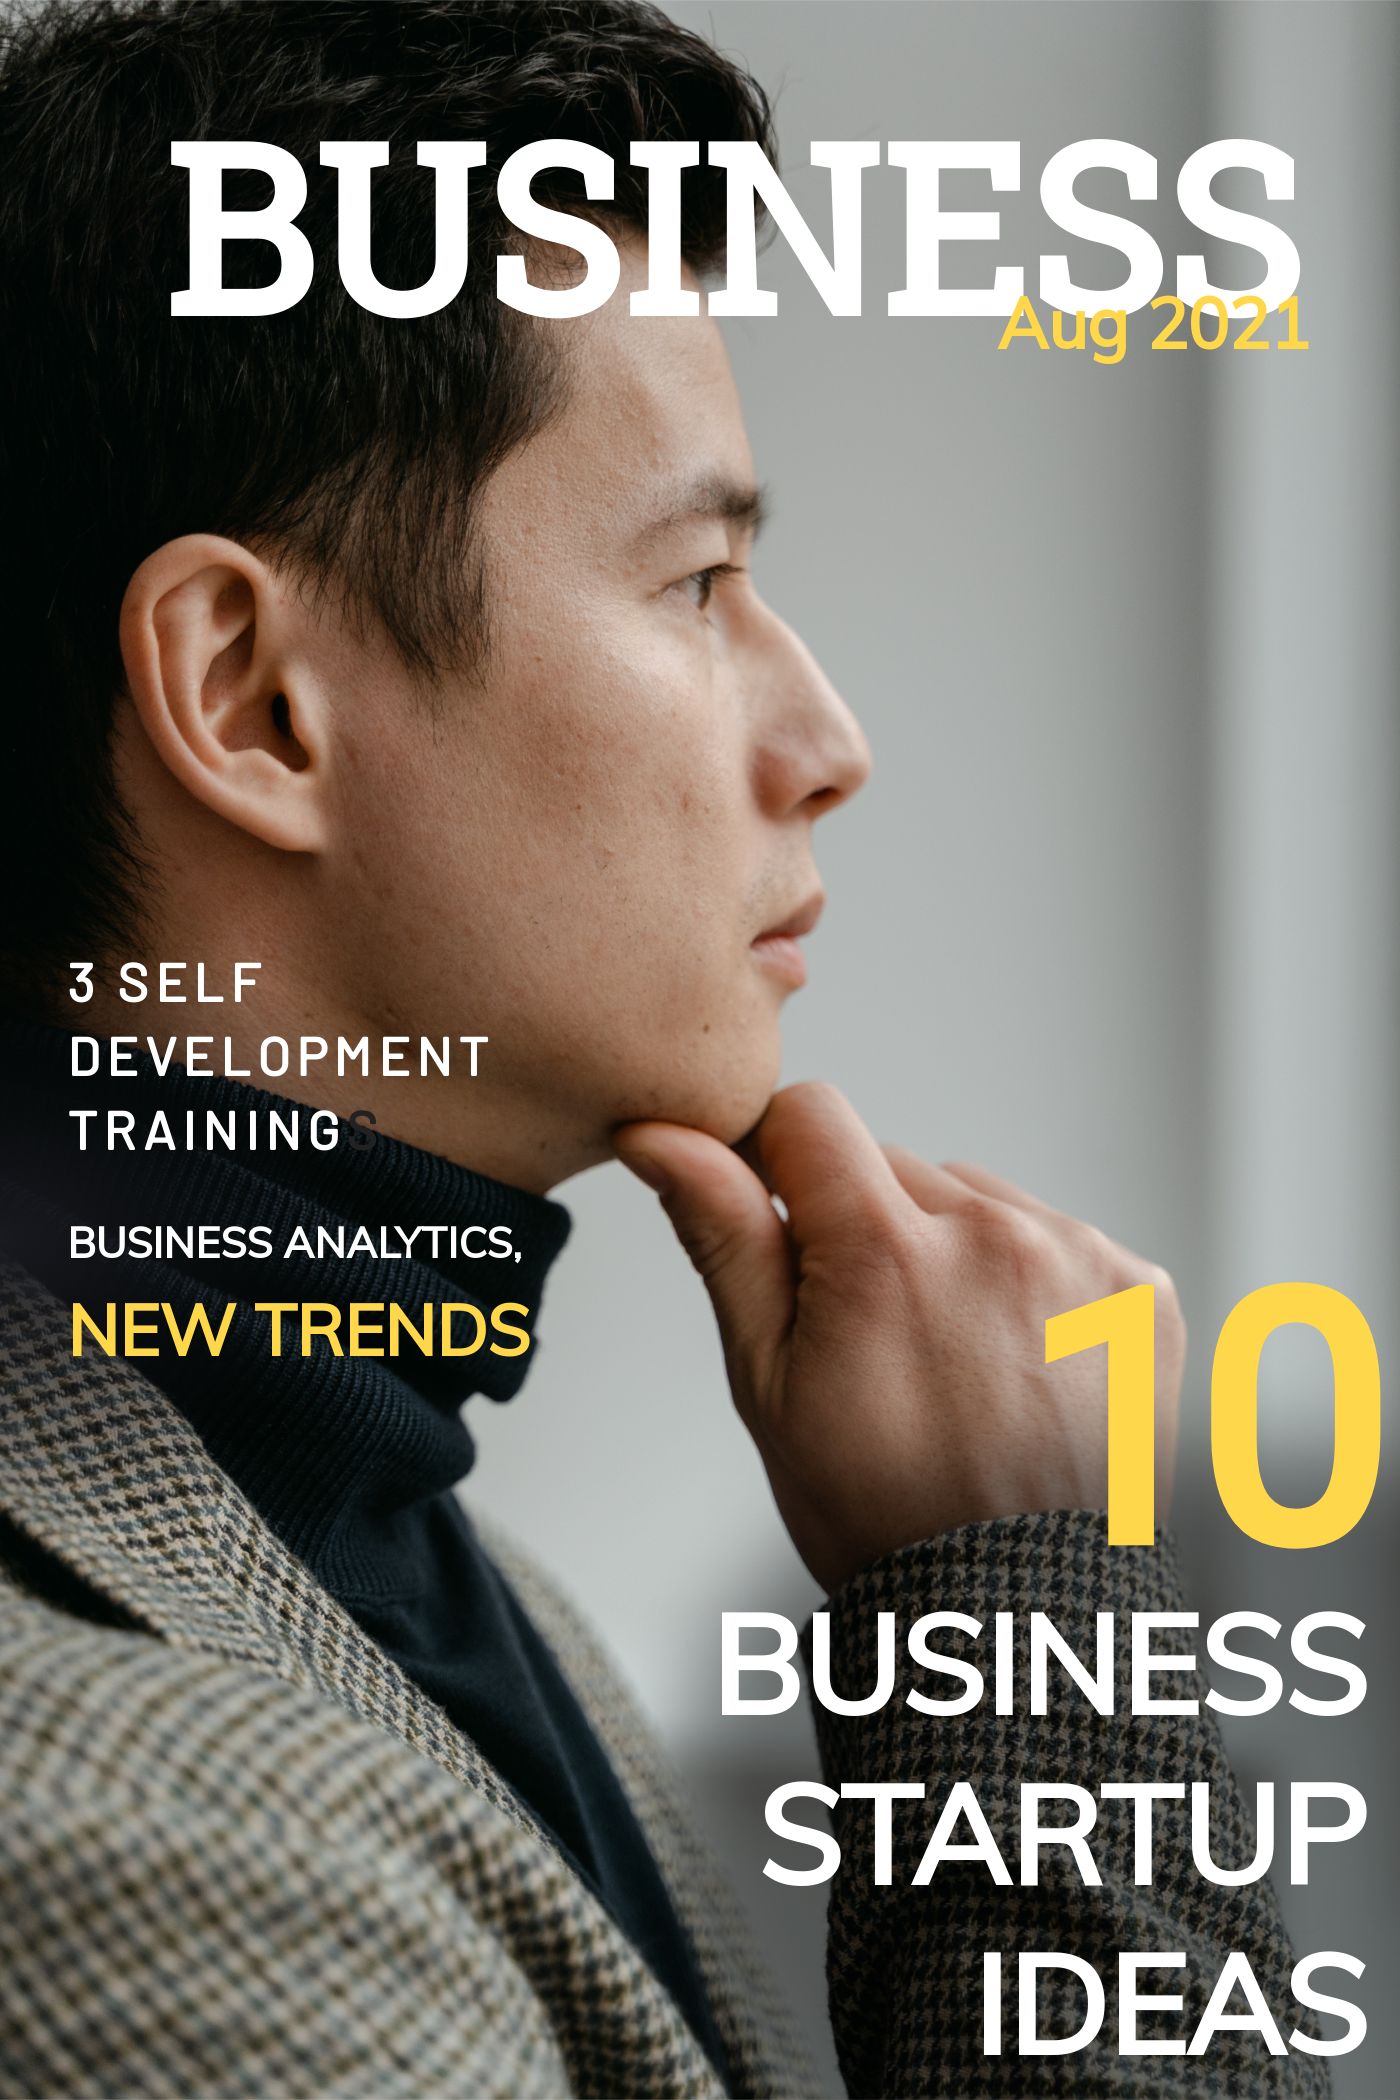 BUSINESS
Aug 2021
3 SELF
DEVELOPMENT
TRAININGS
BUSINESS ANALYTICS,
NEW TRENDS
10
BUSINESS
STARTUP
IDEAS